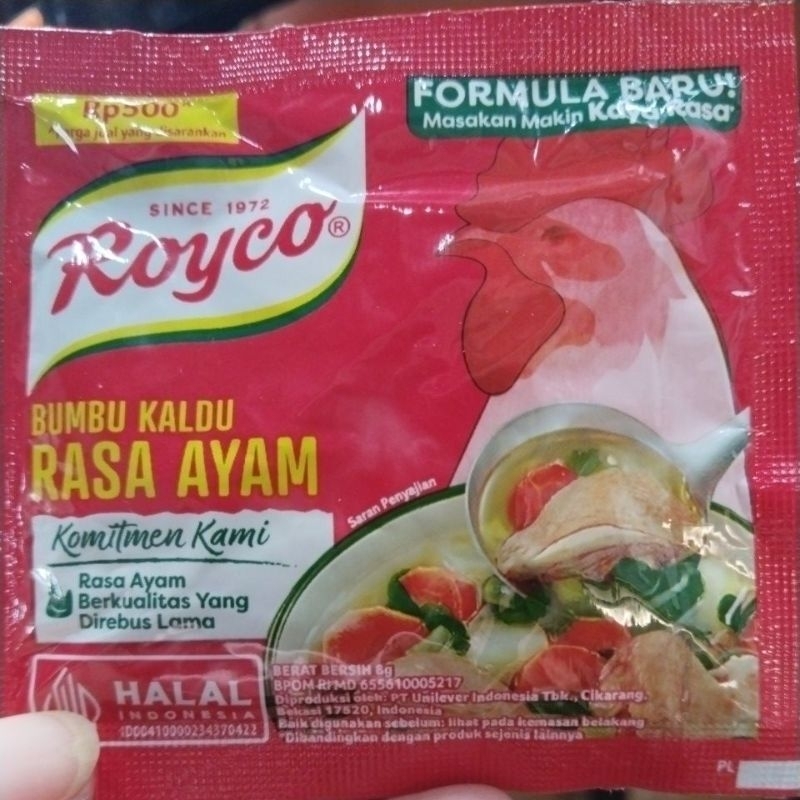 Rp500*
*Harga jual yang disarankan
FORMULA BARU!
Masakan Makin Kaya Rasa*
SINCE 1972
Royco®
BUMBU KALDU
RASA AYAM
Komitmen Kami
Rasa Ayam
Berkualitas Yang
Direbus Lama
Saran Penyajian
HALAL
INDONESIA
ID00410000234370422
BERAT BERSIH 8g
BPOM RI MD 655610005217
Diproduksi oleh: PT Unilever Indonesia Tbk., Cikarang,
Bekasi 17520, Indonesia
Baik digunakan sebelum: lihat pada kemasan belakang
*Dibandingkan dengan produk sejenis lainnya
PL